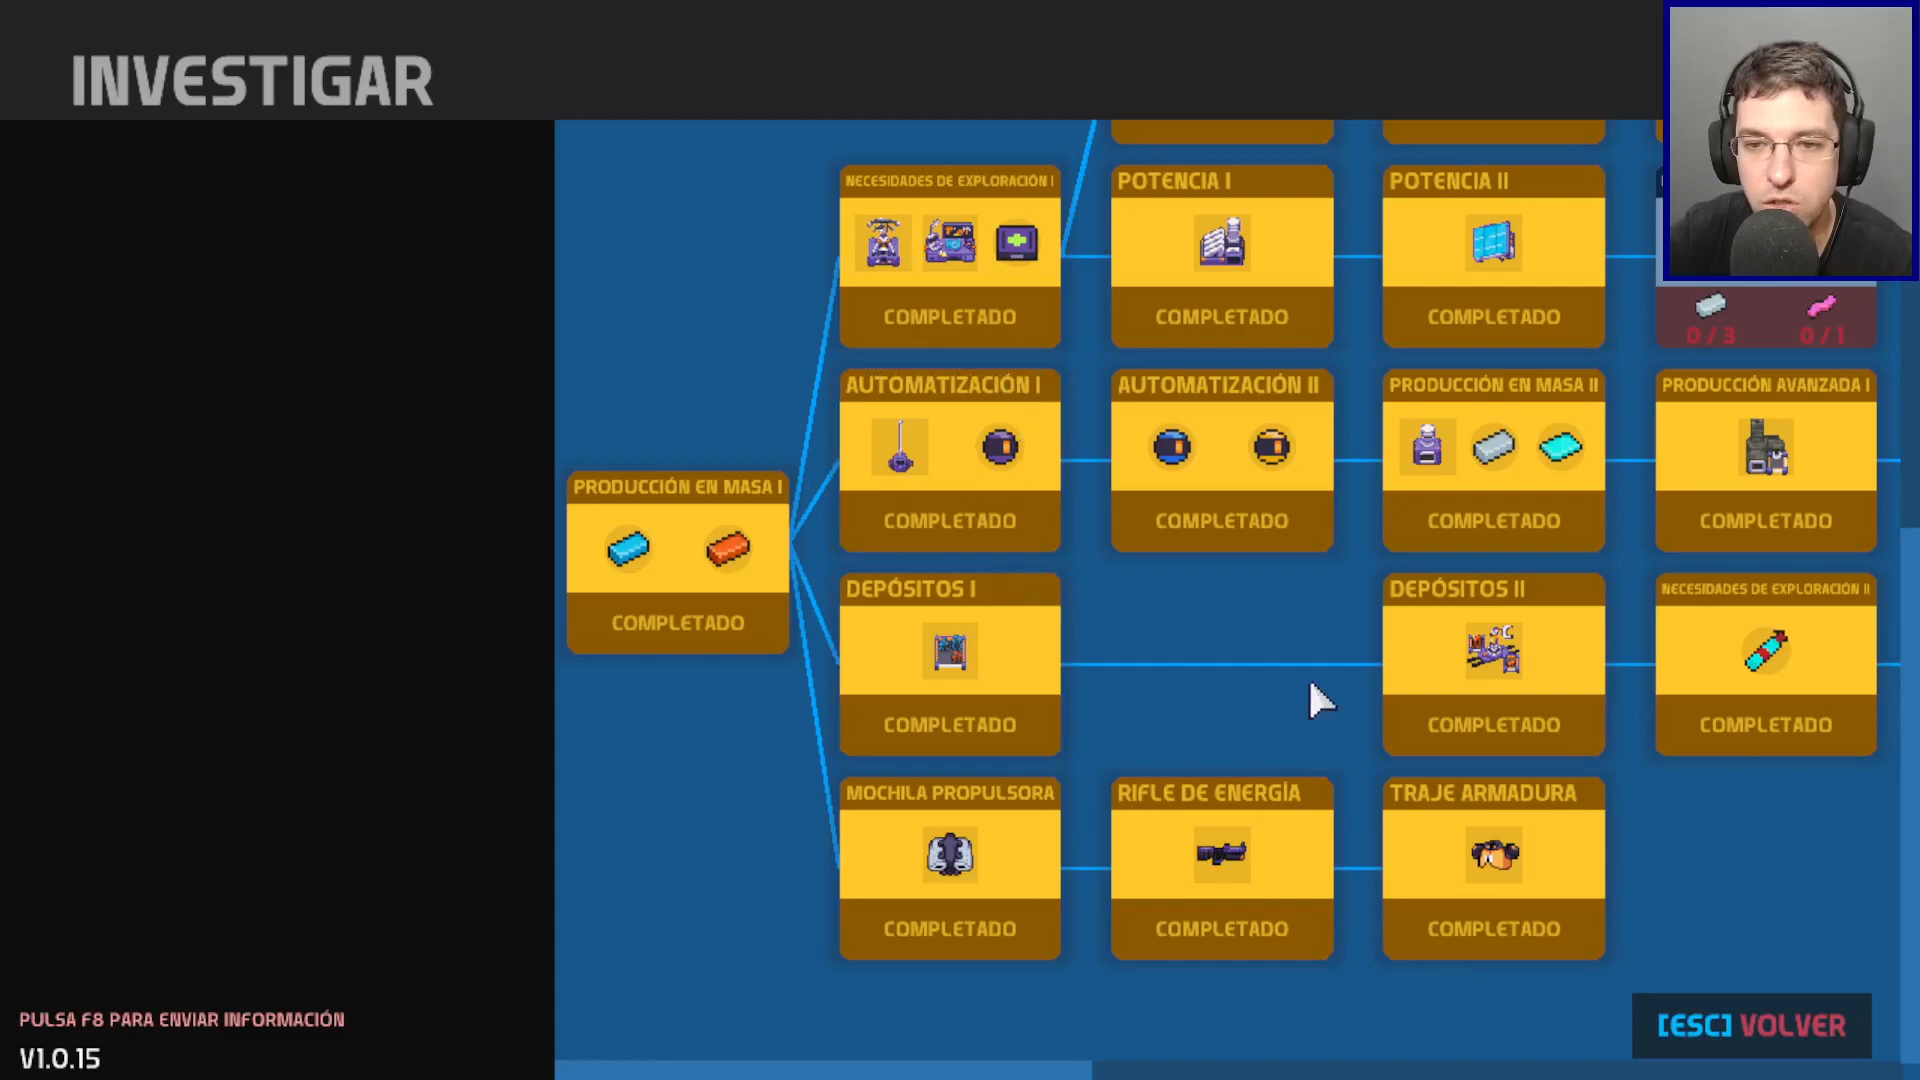 INVESTIGAR
NECESIDADES DE EXPLORACIÓN I
POTENCIA I
POTENCIA II
COMPLETADO
COMPLETADO
COMPLETADO
0/3
0/1
AUTOMATIZACIÓN I
AUTOMATIZACIÓN II
PRODUCCIÓN EN MASA II
PRODUCCIÓN AVANZADA I
COMPLETADO
COMPLETADO
COMPLETADO
COMPLETADO
PRODUCCIÓN EN MASA I
COMPLETADO
DEPÓSITOS I
DEPÓSITOS II
NECESIDADES DE EXPLORACIÓN II
COMPLETADO
COMPLETADO
COMPLETADO
MOCHILA PROPULSORA
RIFLE DE ENERGÍA
TRAJE ARMADURA
COMPLETADO
COMPLETADO
COMPLETADO
PULSA F8 PARA ENVIAR INFORMACIÓN
V1.0.15
[ESC] VOLVER